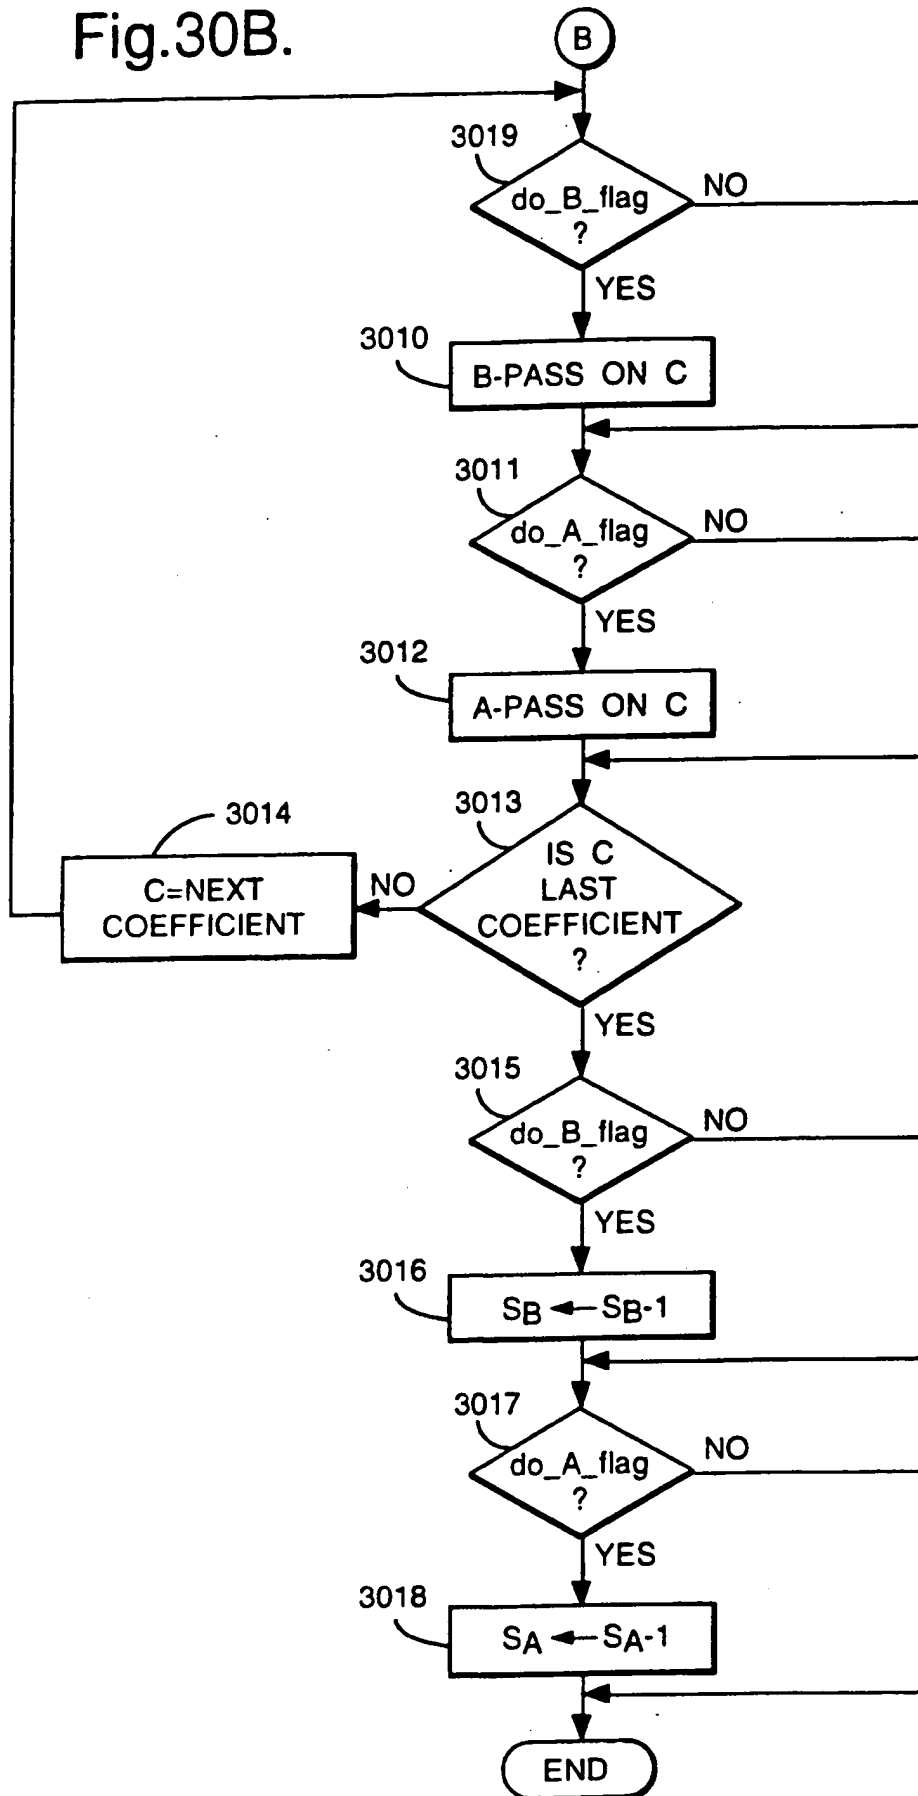 Fig.30B.
B
3019
do_B_flag
?
NO
YES
3010
B-PASS ON C
3011
do_A_flag
?
NO
YES
3012
A-PASS ON C
3013
IS C
LAST
COEFFICIENT
?
NO
3014
C=NEXT
COEFFICIENT
YES
3015
do_B_flag
?
NO
YES
3016
SB ← SB-1
3017
do_A_flag
?
NO
YES
3018
SA ← SA-1
END